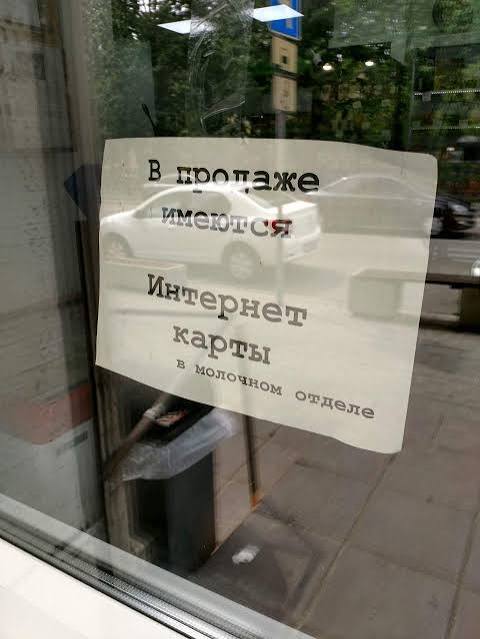 В продаже
имеются
Интернет
карты
в молочном отделе